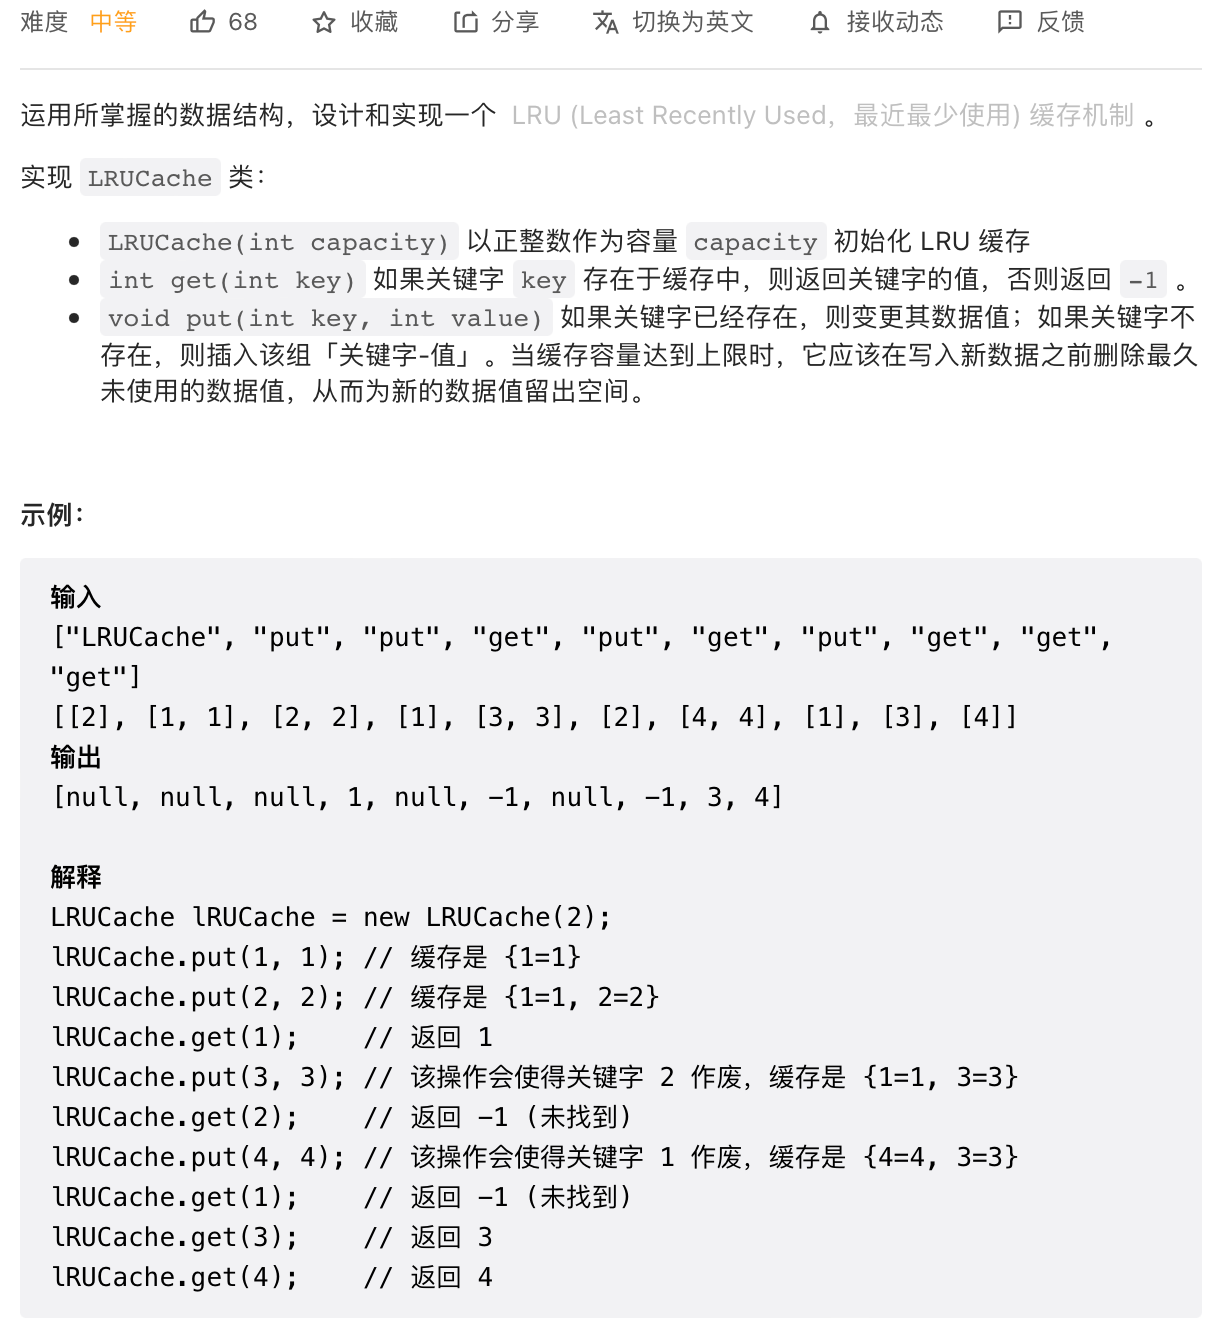 难度 中等 68 收藏 分享 切换为英文 接收动态 反馈
运用所掌握的数据结构，设计和实现一个 LRU (Least Recently Used，最近最少使用) 缓存机制 。
实现 LRUCache 类：
LRUCache(int capacity) 以正整数作为容量 capacity 初始化 LRU 缓存
int get(int key) 如果关键字 key 存在于缓存中，则返回关键字的值，否则返回 -1 。
void put(int key, int value) 如果关键字已经存在，则变更其数据值；如果关键字不
存在，则插入该组「关键字-值」。当缓存容量达到上限时，它应该在写入新数据之前删除最久
未使用的数据值，从而为新的数据值留出空间。
示例：
输入
["LRUCache", "put", "put", "get", "put", "get", "put", "get", "get",
"get"]
[[2], [1, 1], [2, 2], [1], [3, 3], [2], [4, 4], [1], [3], [4]]
输出
[null, null, null, 1, null, -1, null, -1, 3, 4]
解释
LRUCache lRUCache = new LRUCache(2);
lRUCache.put(1, 1); // 缓存是 {1=1}
lRUCache.put(2, 2); // 缓存是 {1=1, 2=2}
lRUCache.get(1);    // 返回 1
lRUCache.put(3, 3); // 该操作会使得关键字 2 作废，缓存是 {1=1, 3=3}
lRUCache.get(2);    // 返回 -1 (未找到)
lRUCache.put(4, 4); // 该操作会使得关键字 1 作废，缓存是 {4=4, 3=3}
lRUCache.get(1);    // 返回 -1 (未找到)
lRUCache.get(3);    // 返回 3
lRUCache.get(4);    // 返回 4